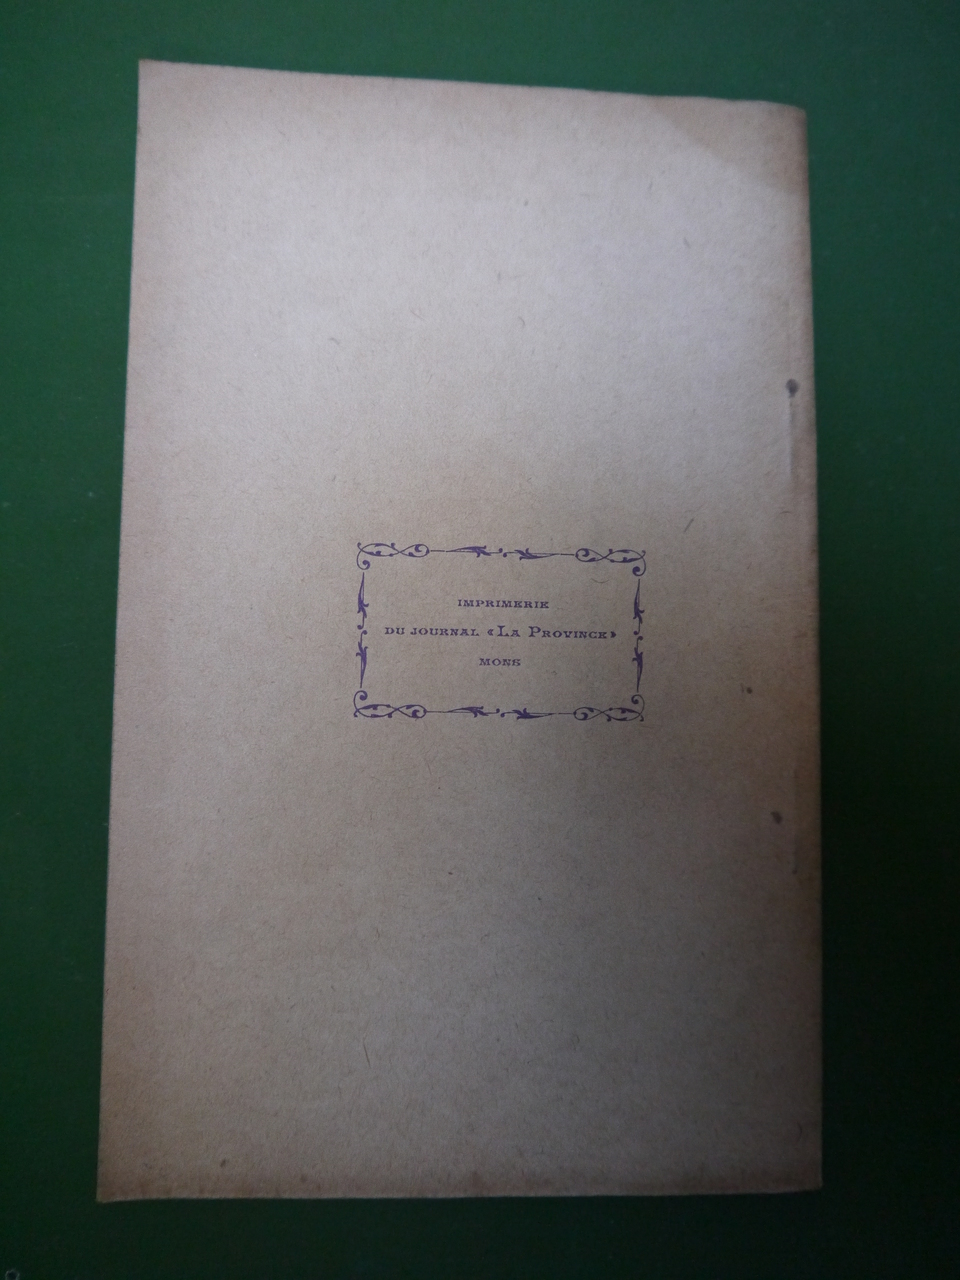 IMPRIMERIE
DU JOURNAL «LA PROVINCE»
MONS